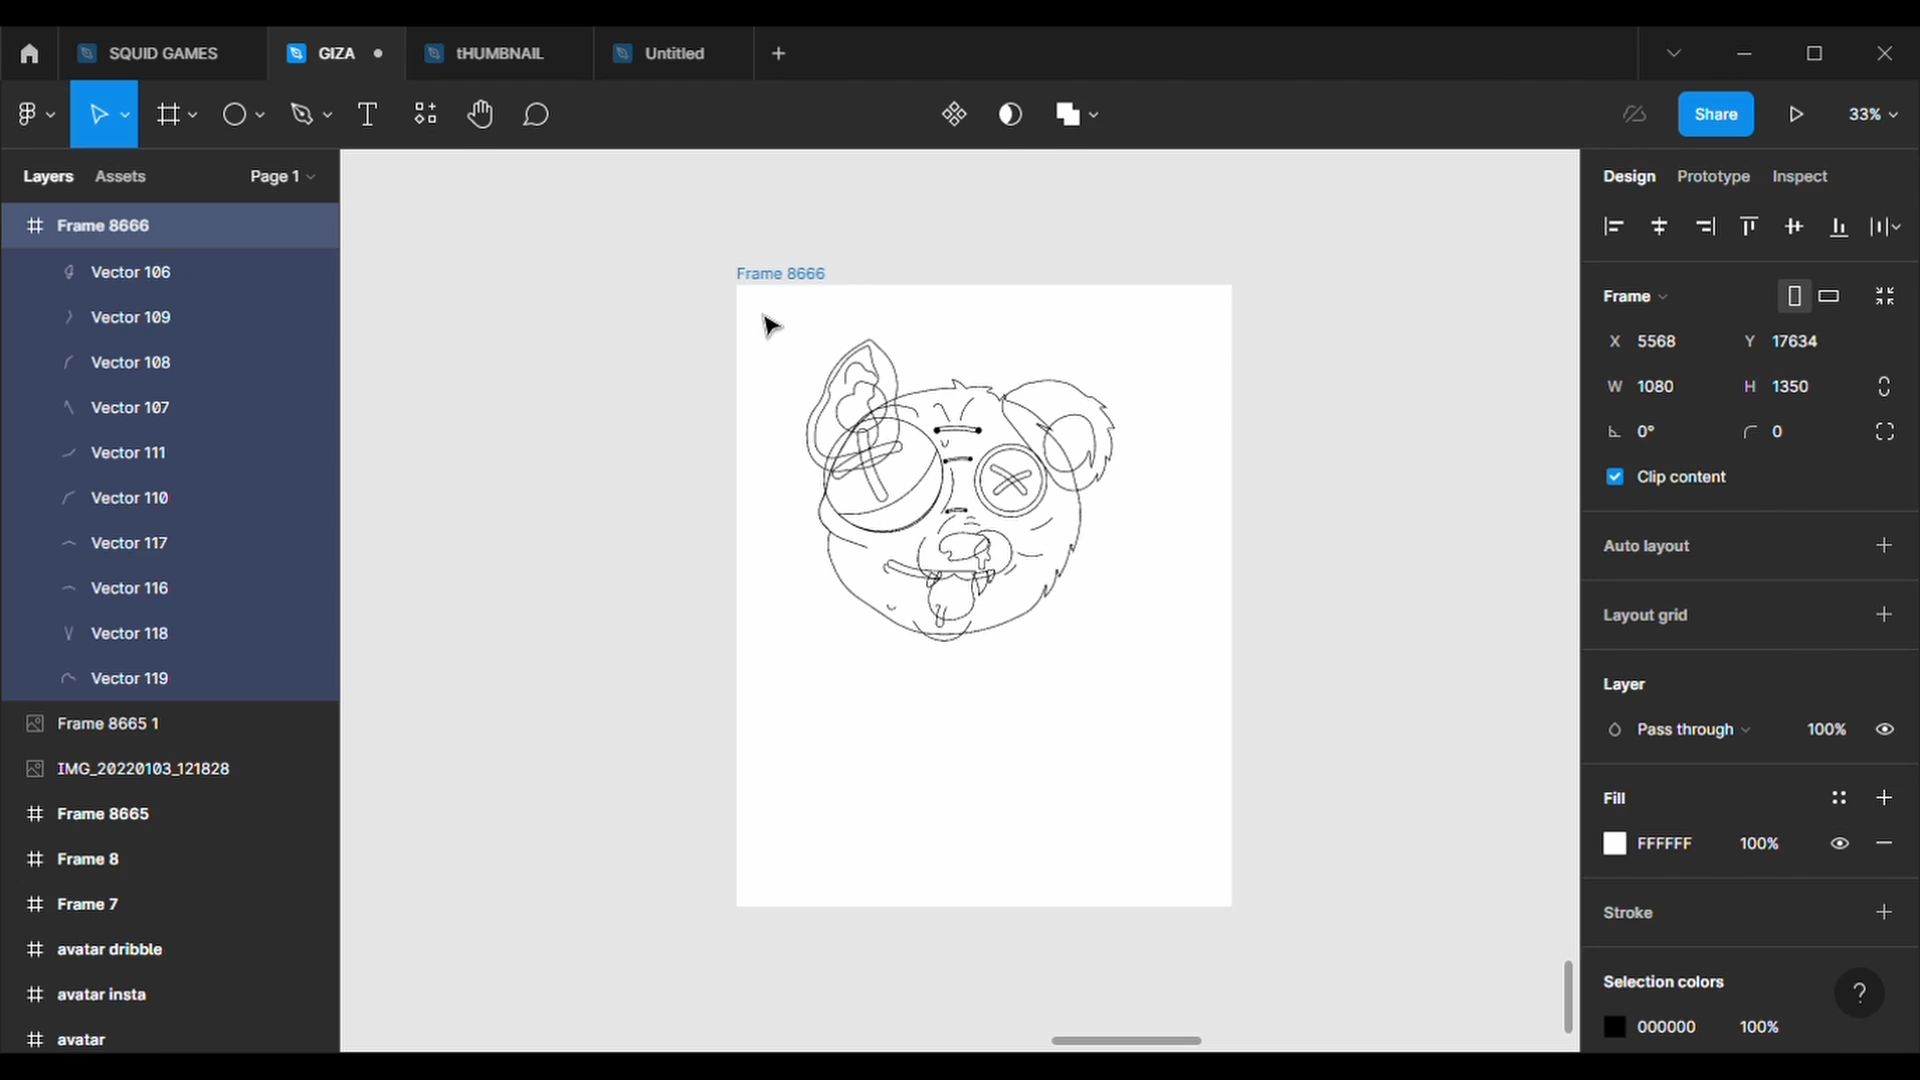 SQUID GAMES
GIZA
tHUMBNAIL
Untitled
Share
33%
Layers Assets Page 1
Frame 8666
Vector 106
Vector 109
Vector 108
Vector 107
Vector 111
Vector 110
Vector 117
Vector 116
Vector 118
Vector 119
Frame 8665 1
IMG_20220103_121828
Frame 8665
Frame 8
Frame 7
avatar dribble
avatar insta
avatar
Frame 8666
Design Prototype Inspect
Frame
X 5568 Y 17634
W 1080 H 1350
0° 0
Clip content
Auto layout
Layout grid
Layer
Pass through 100%
Fill
FFFFFF 100%
Stroke
Selection colors
000000 100%
?